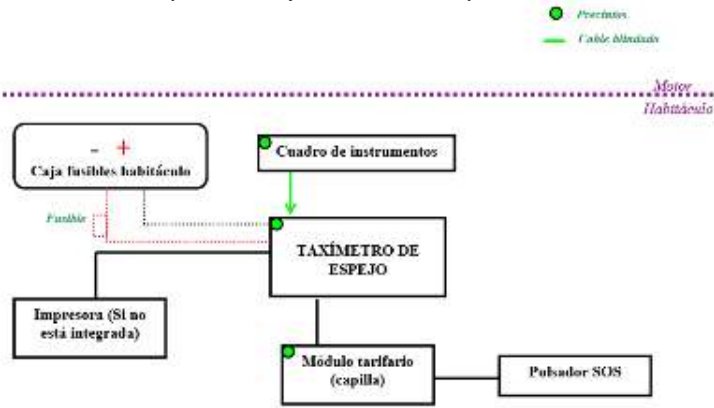 Precintos
Cable blindado
Motor
Habitáculo
- +
Caja fusibles habitáculo
Cuadro de instrumentos
Fusible
TAXÍMETRO DE
ESPEJO
Impresora (Si no
está integrada)
Módulo tarifario
(capilla)
Pulsador SOS